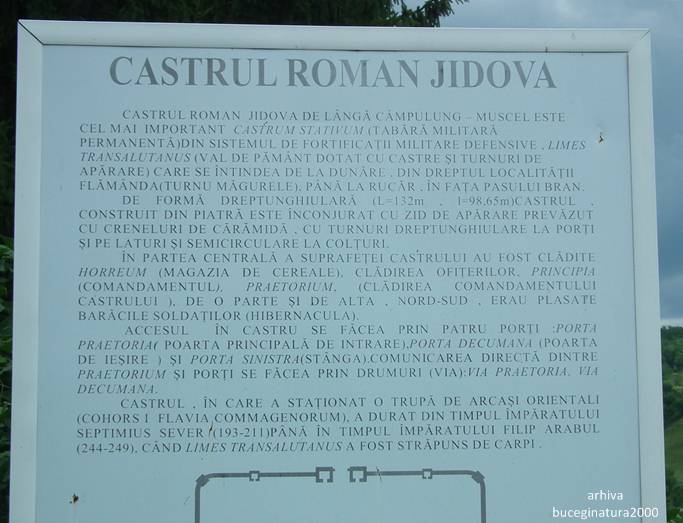 CASTRUL ROMAN JIDOVA
CASTRUL ROMAN JIDOVA DE LÂNGĂ CÂMPULUNG – MUSCEL ESTE
CEL MAI IMPORTANT CASTRUM STATIVUM (TABĂRĂ MILITARĂ
PERMANENTĂ)DIN SISTEMUL DE FORTIFICAȚII MILITARE DEFENSIVE , LIMES
TRANSALUTANUS (VAL DE PĂMÂNT DOTAT CU CASTRE ȘI TURNURI DE
APĂRARE) CARE SE ÎNTINDEA DE LA DUNĂRE , DIN DREPTUL LOCALITĂȚII
FLĂMÂNDA(TURNU MĂGURELE), PÂNĂ LA RUCĂR , ÎN FAȚA PASULUI BRAN.
DE FORMĂ DREPTUNGHIULARĂ (L=132m , l=98,65m)CASTRUL ,
CONSTRUIT DIN PIATRĂ ESTE ÎNCONJURAT CU ZID DE APĂRARE PREVĂZUT
CU CRENELURI DE CĂRĂMIDĂ , CU TURNURI DREPTUNGHIULARE LA PORȚI
ȘI PE LATURI ȘI SEMICIRCULARE LA COLȚURI.
ÎN PARTEA CENTRALĂ A SUPRAFEȚEI CASTRULUI AU FOST CLĂDITE
HORREUM (MAGAZIA DE CEREALE), CLĂDIREA OFIȚERILOR, PRINCIPIA
(COMANDAMENTUL), PRAETORIUM, (CLĂDIREA COMANDAMENTULUI
CASTRULUI ), DE O PARTE ȘI DE ALTA , NORD-SUD , ERAU PLASATE
BARĂCILE SOLDAȚILOR (HIBERNACULA).
ACCESUL ÎN CASTRU SE FĂCEA PRIN PATRU PORȚI :PORTA
PRAETORIA( POARTA PRINCIPALĂ DE INTRARE),PORTA DECUMANA (POARTA
DE IEȘIRE ) ȘI PORTA SINISTRA(STÂNGA).COMUNICAREA DIRECTĂ DINTRE
PRAETORIUM ȘI PORȚI SE FĂCEA PRIN DRUMURI (VIA):VIA PRAETORIA, VIA
DECUMANA.
CASTRUL , ÎN CARE A STAȚIONAT O TRUPĂ DE ARCAȘI ORIENTALI
(COHORS I FLAVIA COMMAGENORUM), A DURAT DIN TIMPUL ÎMPĂRATULUI
SEPTIMIUS SEVER (193-211)PÂNĂ ÎN TIMPUL ÎMPĂRATULUI FILIP ARABUL
(244-249), CÂND LIMES TRANSALUTANUS A FOST STRĂPUNS DE CARPI .
arhiva
buceginatura2000